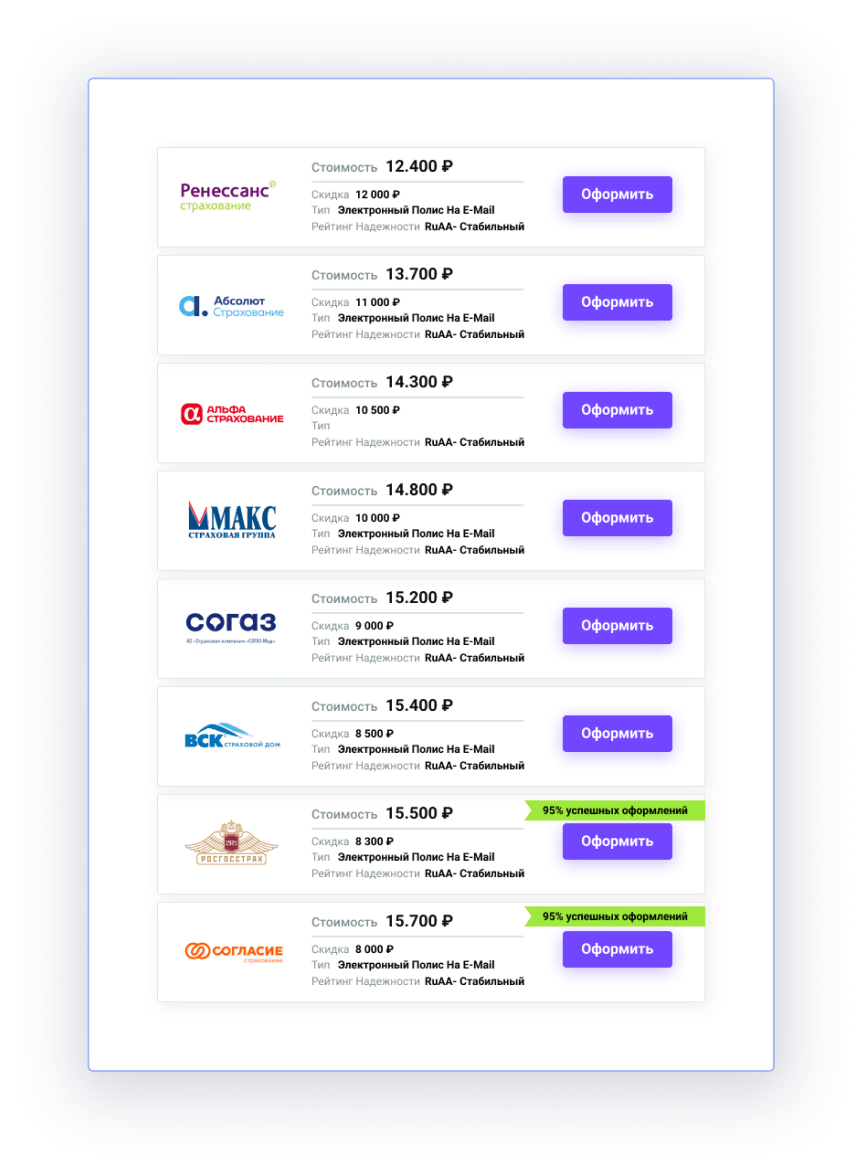 Ренессанс®
страхование
Стоимость 12.400 ₽
Скидка 12 000 ₽
Тип Электронный Полис На E-Mail
Рейтинг Надежности RuAA- Стабильный
Оформить
Абсолют
Страхование
Стоимость 13.700 ₽
Скидка 11 000 ₽
Тип Электронный Полис На E-Mail
Рейтинг Надежности RuAA- Стабильный
Оформить
АЛЬФА
СТРАХОВАНИЕ
Стоимость 14.300 ₽
Скидка 10 500 ₽
Тип
Рейтинг Надежности RuAA- Стабильный
Оформить
МАКС
СТРАХОВАЯ ГРУППА
Стоимость 14.800 ₽
Скидка 10 000 ₽
Тип Электронный Полис На E-Mail
Рейтинг Надежности RuAA- Стабильный
Оформить
СОГАЗ
АО «Страховая компания «СОГАЗ-Мед»
Стоимость 15.200 ₽
Скидка 9 000 ₽
Тип Электронный Полис На E-Mail
Рейтинг Надежности RuAA- Стабильный
Оформить
ВСК СТРАХОВОЙ ДОМ
Стоимость 15.400 ₽
Скидка 8 500 ₽
Тип Электронный Полис На E-Mail
Рейтинг Надежности RuAA- Стабильный
Оформить
1921
РОСГОССТРАХ
Стоимость 15.500 ₽
Скидка 8 300 ₽
Тип Электронный Полис На E-Mail
Рейтинг Надежности RuAA- Стабильный
95% успешных оформлений
Оформить
СОГЛАСИЕ
страхование
Стоимость 15.700 ₽
Скидка 8 000 ₽
Тип Электронный Полис На E-Mail
Рейтинг Надежности RuAA- Стабильный
95% успешных оформлений
Оформить